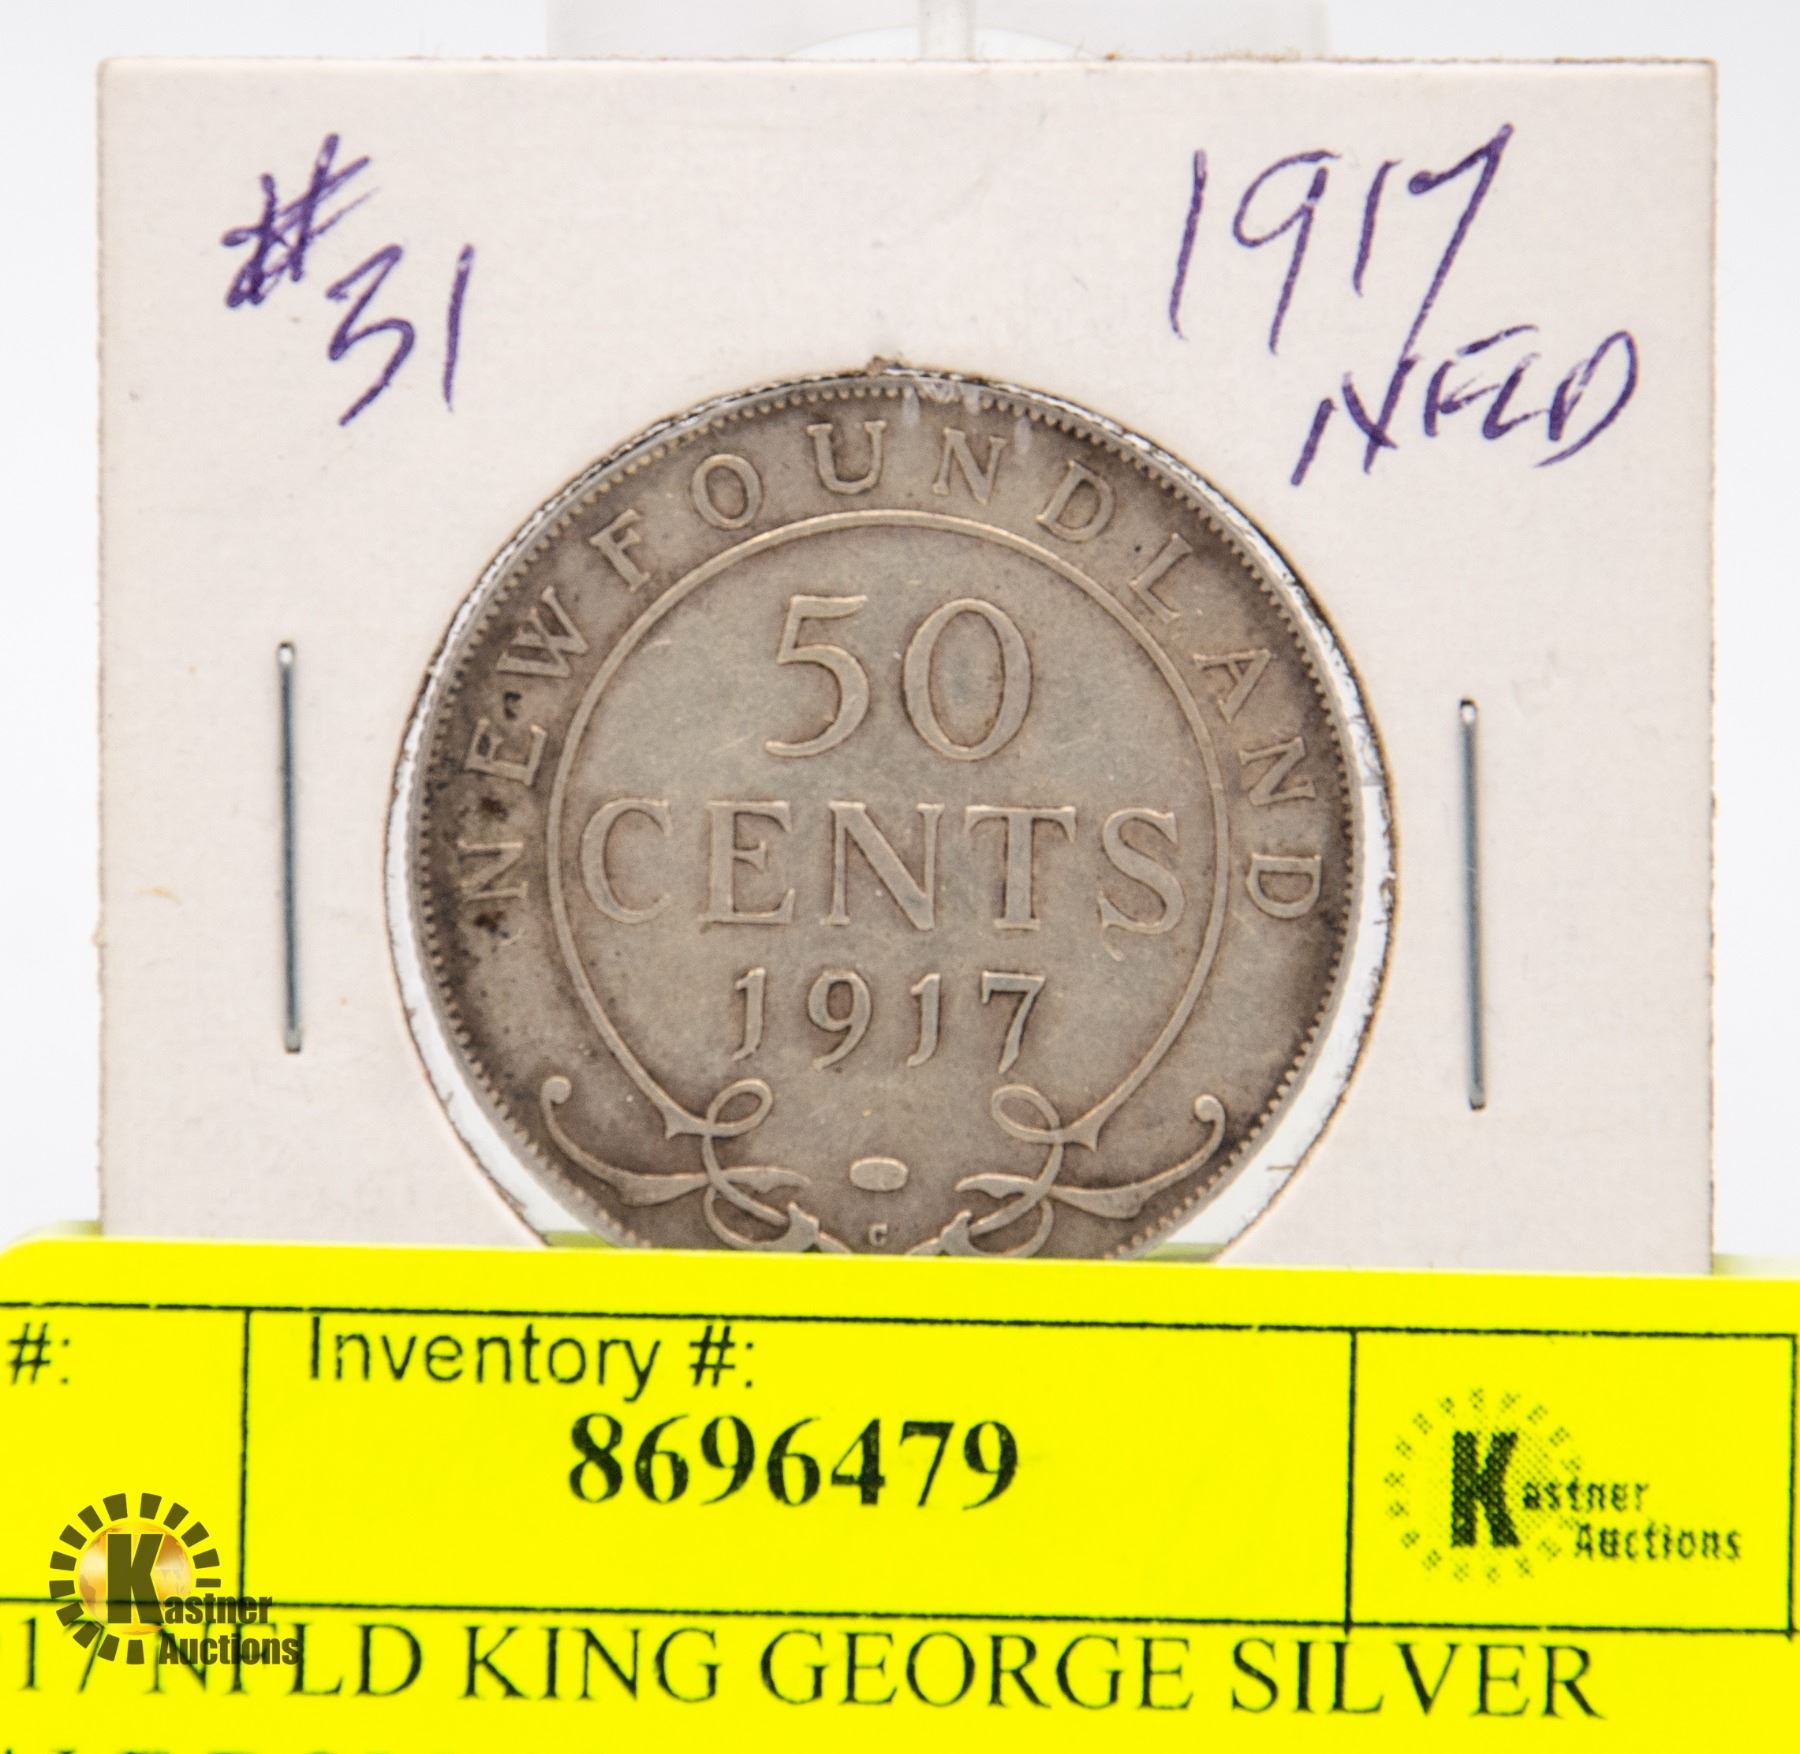 #31
1917
NFLD
NEWFOUNDLAND
50
CENTS
1917
C
#:
Inventory #:
8696479
Kastner
Auctions
Kastner
Auctions
17 NFLD KING GEORGE SILVER